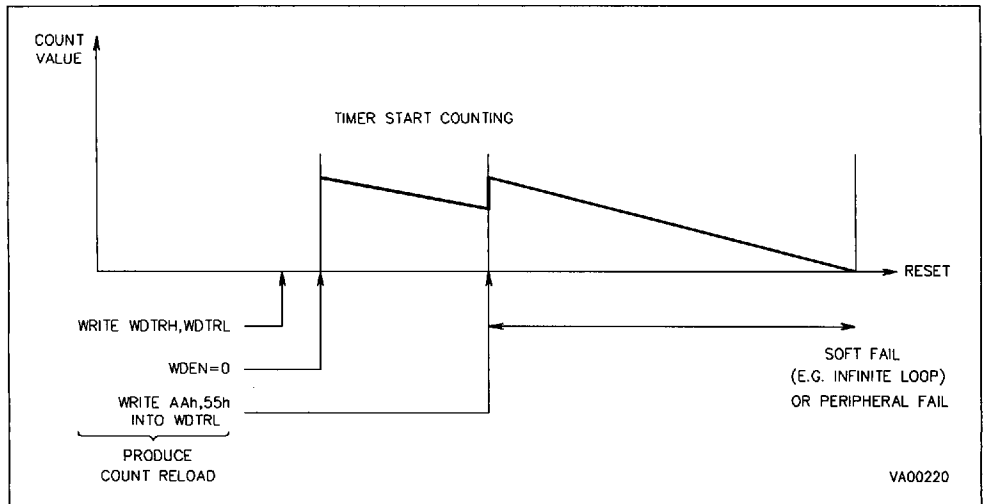 COUNT
VALUE
TIMER START COUNTING
RESET
WRITE WDTRH,WDTRL
WDEN=0
WRITE AAh,55h
INTO WDTRL
PRODUCE
COUNT RELOAD
SOFT FAIL
(E.G. INFINITE LOOP)
OR PERIPHERAL FAIL
VA00220